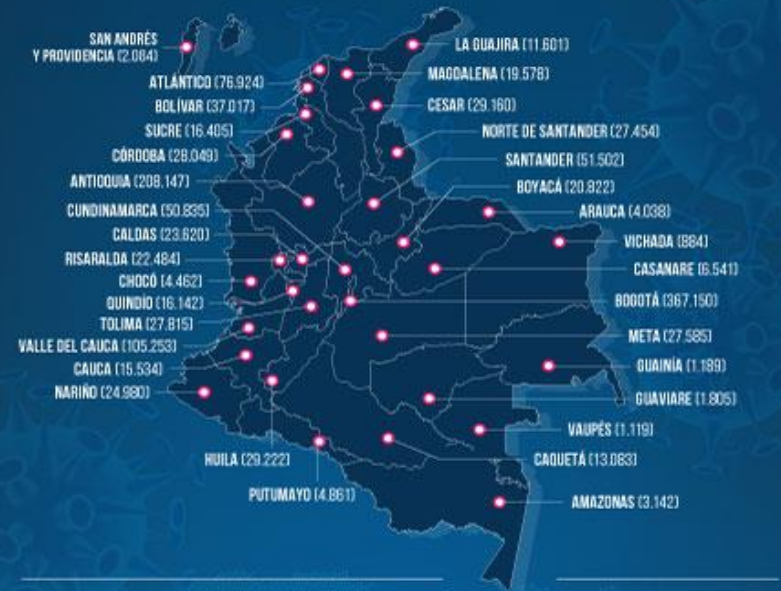 SAN ANDRÉS
Y PROVIDENCIA (2.084)
ATLÁNTICO (76.924)
BOLÍVAR (37.017)
SUCRE (16.405)
CÓRDOBA (28.049)
ANTIOQUIA (208.147)
CUNDINAMARCA (50.835)
CALDAS (23.620)
RISARALDA (22.484)
CHOCÓ (4.462)
QUINDÍO (16.142)
TOLIMA (27.815)
VALLE DEL CAUCA (105.253)
CAUCA (15.534)
NARIÑO (24.980)
HUILA (29.222)
PUTUMAYO (4.861)
LA GUAJIRA (11.601)
MAGDALENA (19.578)
CESAR (29.160)
NORTE DE SANTANDER (27.454)
SANTANDER (51.502)
BOYACÁ (20.822)
ARAUCA (4.038)
VICHADA (884)
CASANARE (6.541)
BOGOTÁ (367.150)
META (27.585)
GUAINÍA (1.189)
GUAVIARE (1.805)
VAUPÉS (1.119)
CAQUETÁ (13.083)
AMAZONAS (3.142)